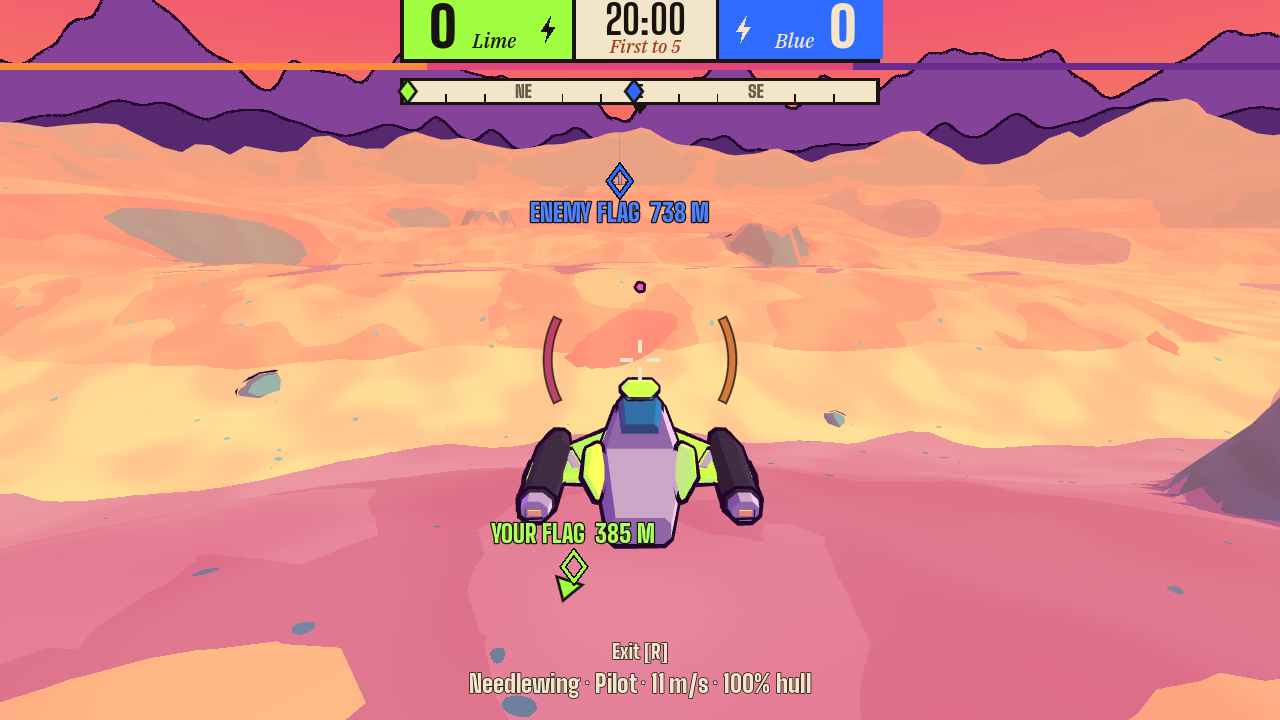 0 Lime
20:00
First to 5
Blue 0
NE
SE
ENEMY FLAG 738 M
YOUR FLAG 385 M
Exit [R]
Needlewing · Pilot · 11 m/s · 100% hull